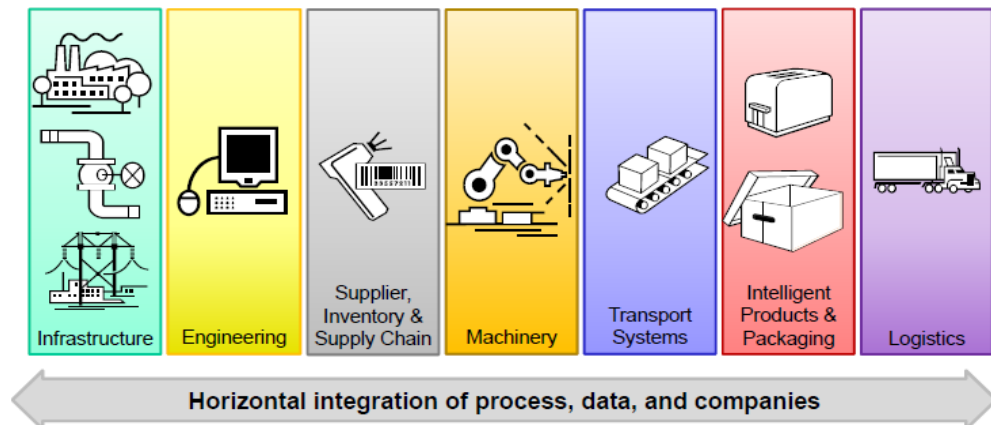 Infrastructure
Engineering
Supplier,
Inventory &
Supply Chain
Machinery
Transport
Systems
Intelligent
Products &
Packaging
Logistics
Horizontal integration of process, data, and companies